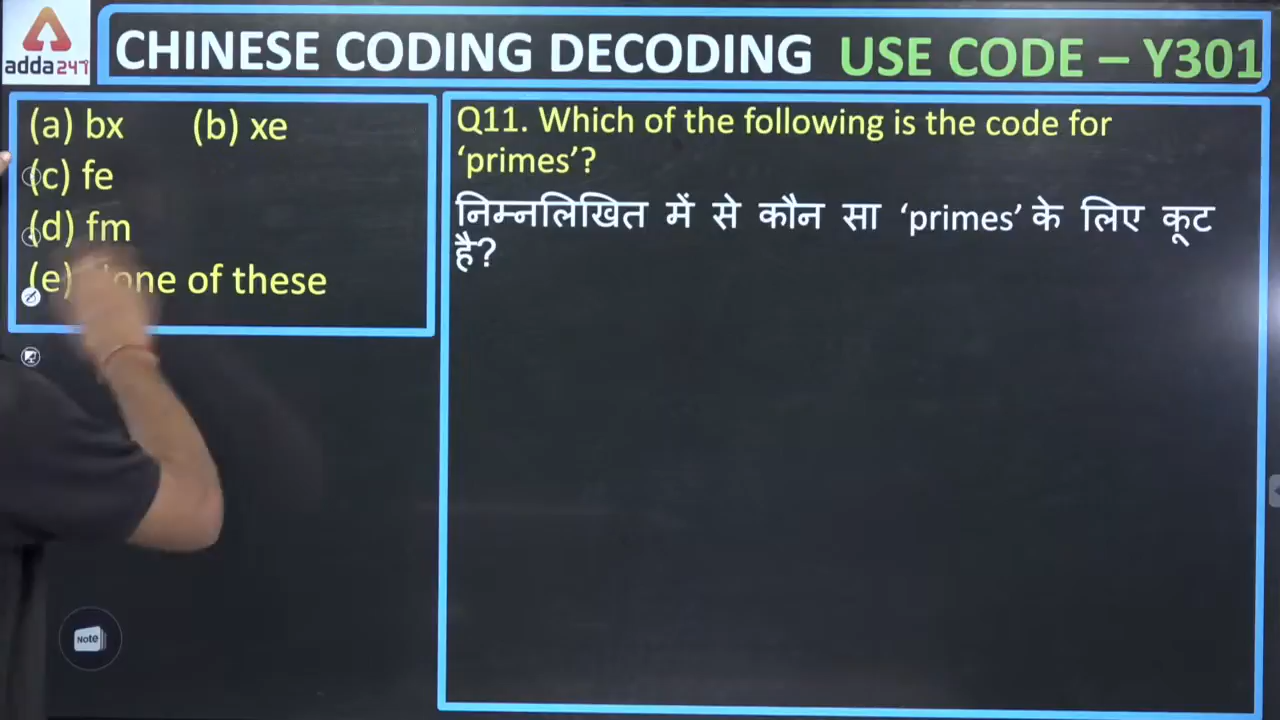 adda247
CHINESE CODING DECODING USE CODE – Y301
(a) bx (b) xe
(c) fe
(d) fm
(e) of these
Q11. Which of the following is the code for
‘primes’?
निम्नलिखित में से कौन सा ‘primes’ के लिए कूट
है?
Note